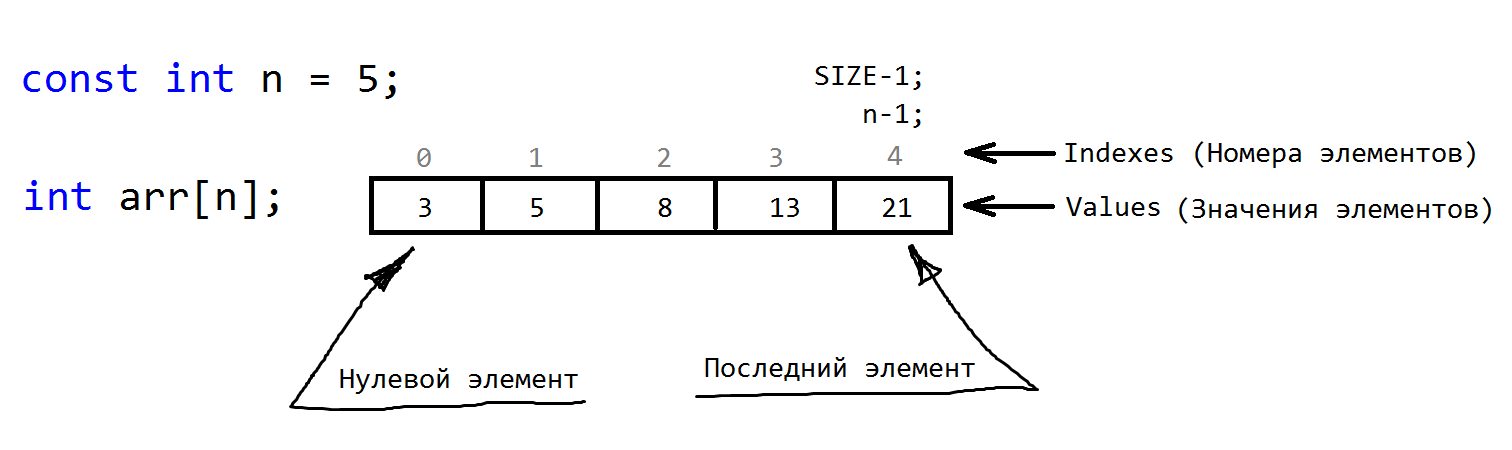 const int n = 5;
SIZE-1;
n-1;
0 1 2 3 4
Indexes (Номера элементов)
int arr[n];
3 5 8 13 21
Values (Значения элементов)
Нулевой элемент
Последний элемент